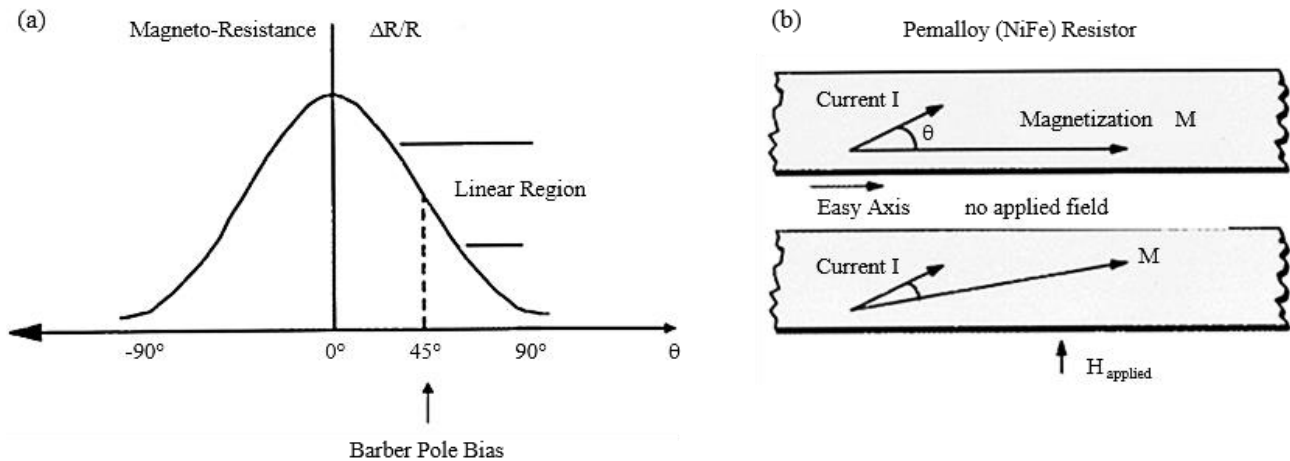 (a)
Magneto-Resistance ΔR/R
Linear Region
-90° 0° 45° 90° θ
Barber Pole Bias
(b)
Pemalloy (NiFe) Resistor
Current I
θ
Magnetization M
Easy Axis no applied field
Current I
M
H applied